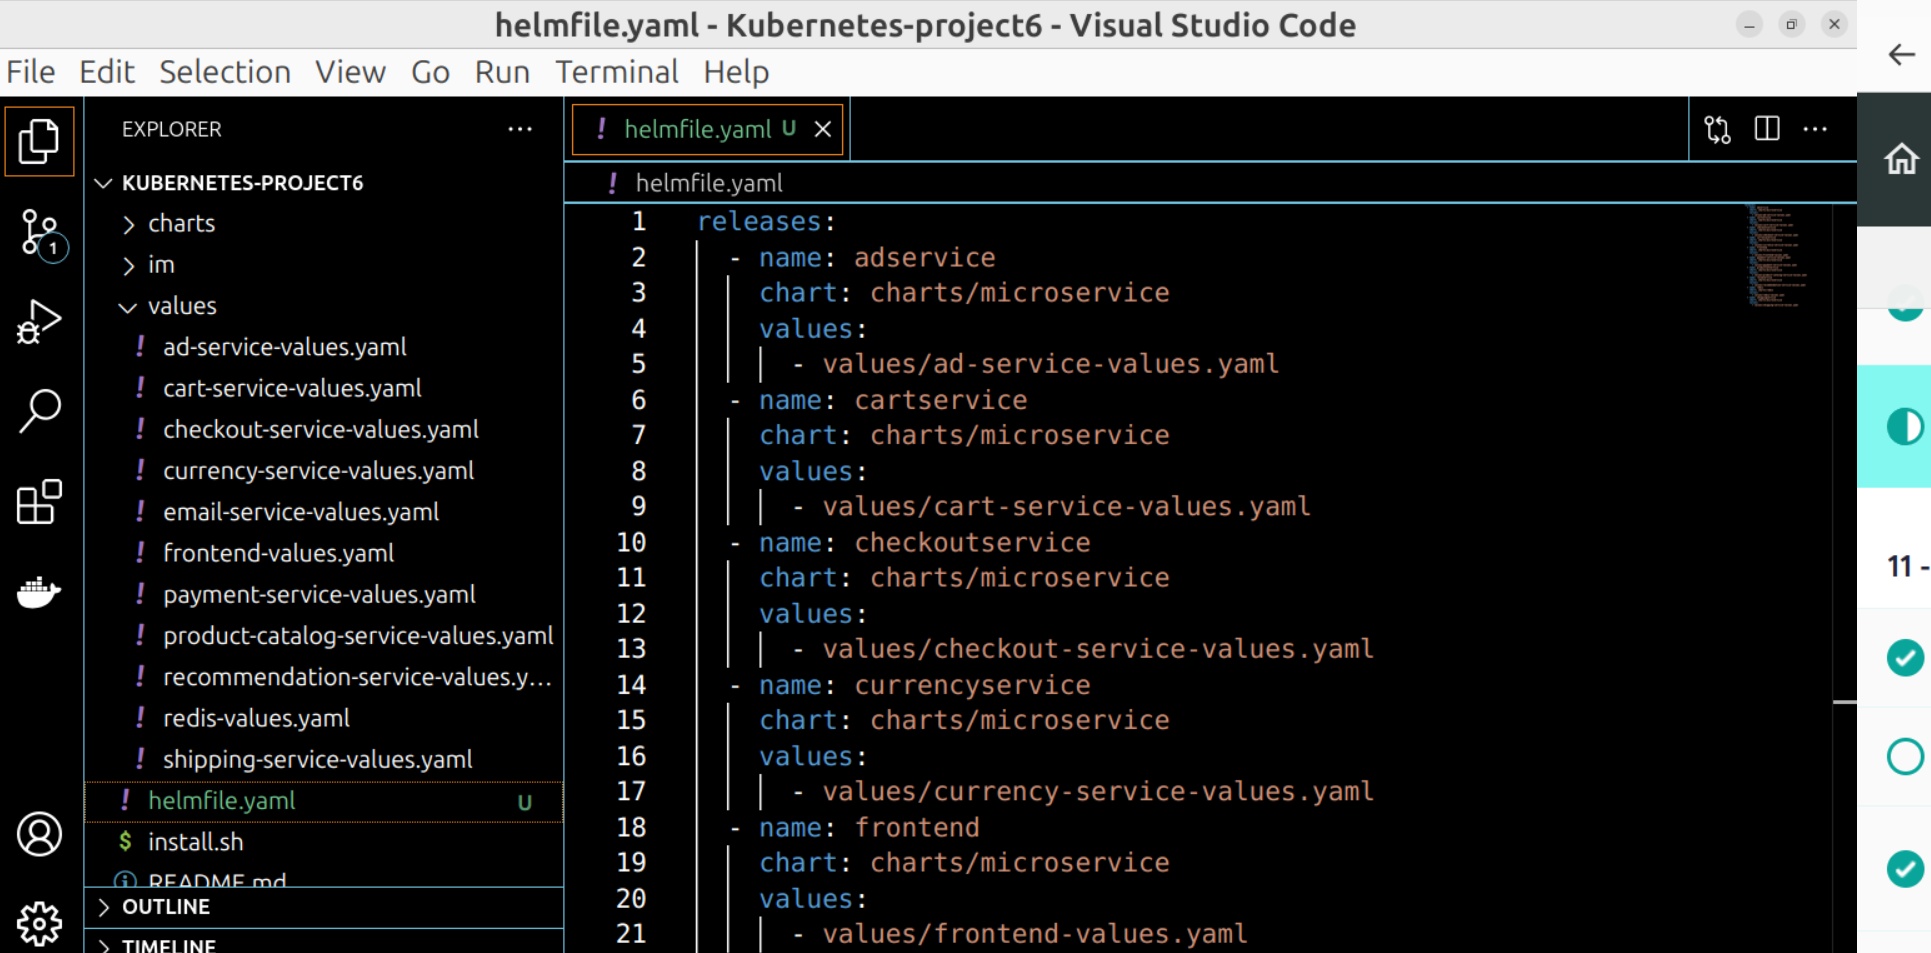 helmfile.yaml - Kubernetes-project6 - Visual Studio Code
File Edit Selection View Go Run Terminal Help
EXPLORER
KUBERNETES-PROJECT6
charts
im
values
! ad-service-values.yaml
! cart-service-values.yaml
! checkout-service-values.yaml
! currency-service-values.yaml
! email-service-values.yaml
! frontend-values.yaml
! payment-service-values.yaml
! product-catalog-service-values.yaml
! recommendation-service-values.y...
! redis-values.yaml
! shipping-service-values.yaml
! helmfile.yaml U
$ install.sh
README.md
OUTLINE
TIMELINE
1
! helmfile.yaml U
! helmfile.yaml
1 releases:
2 - name: adservice
3 chart: charts/microservice
4 values:
5 - values/ad-service-values.yaml
6 - name: cartservice
7 chart: charts/microservice
8 values:
9 - values/cart-service-values.yaml
10 - name: checkoutservice
11 chart: charts/microservice
12 values:
13 - values/checkout-service-values.yaml
14 - name: currencyservice
15 chart: charts/microservice
16 values:
17 - values/currency-service-values.yaml
18 - name: frontend
19 chart: charts/microservice
20 values:
21 - values/frontend-values.yaml
11 -